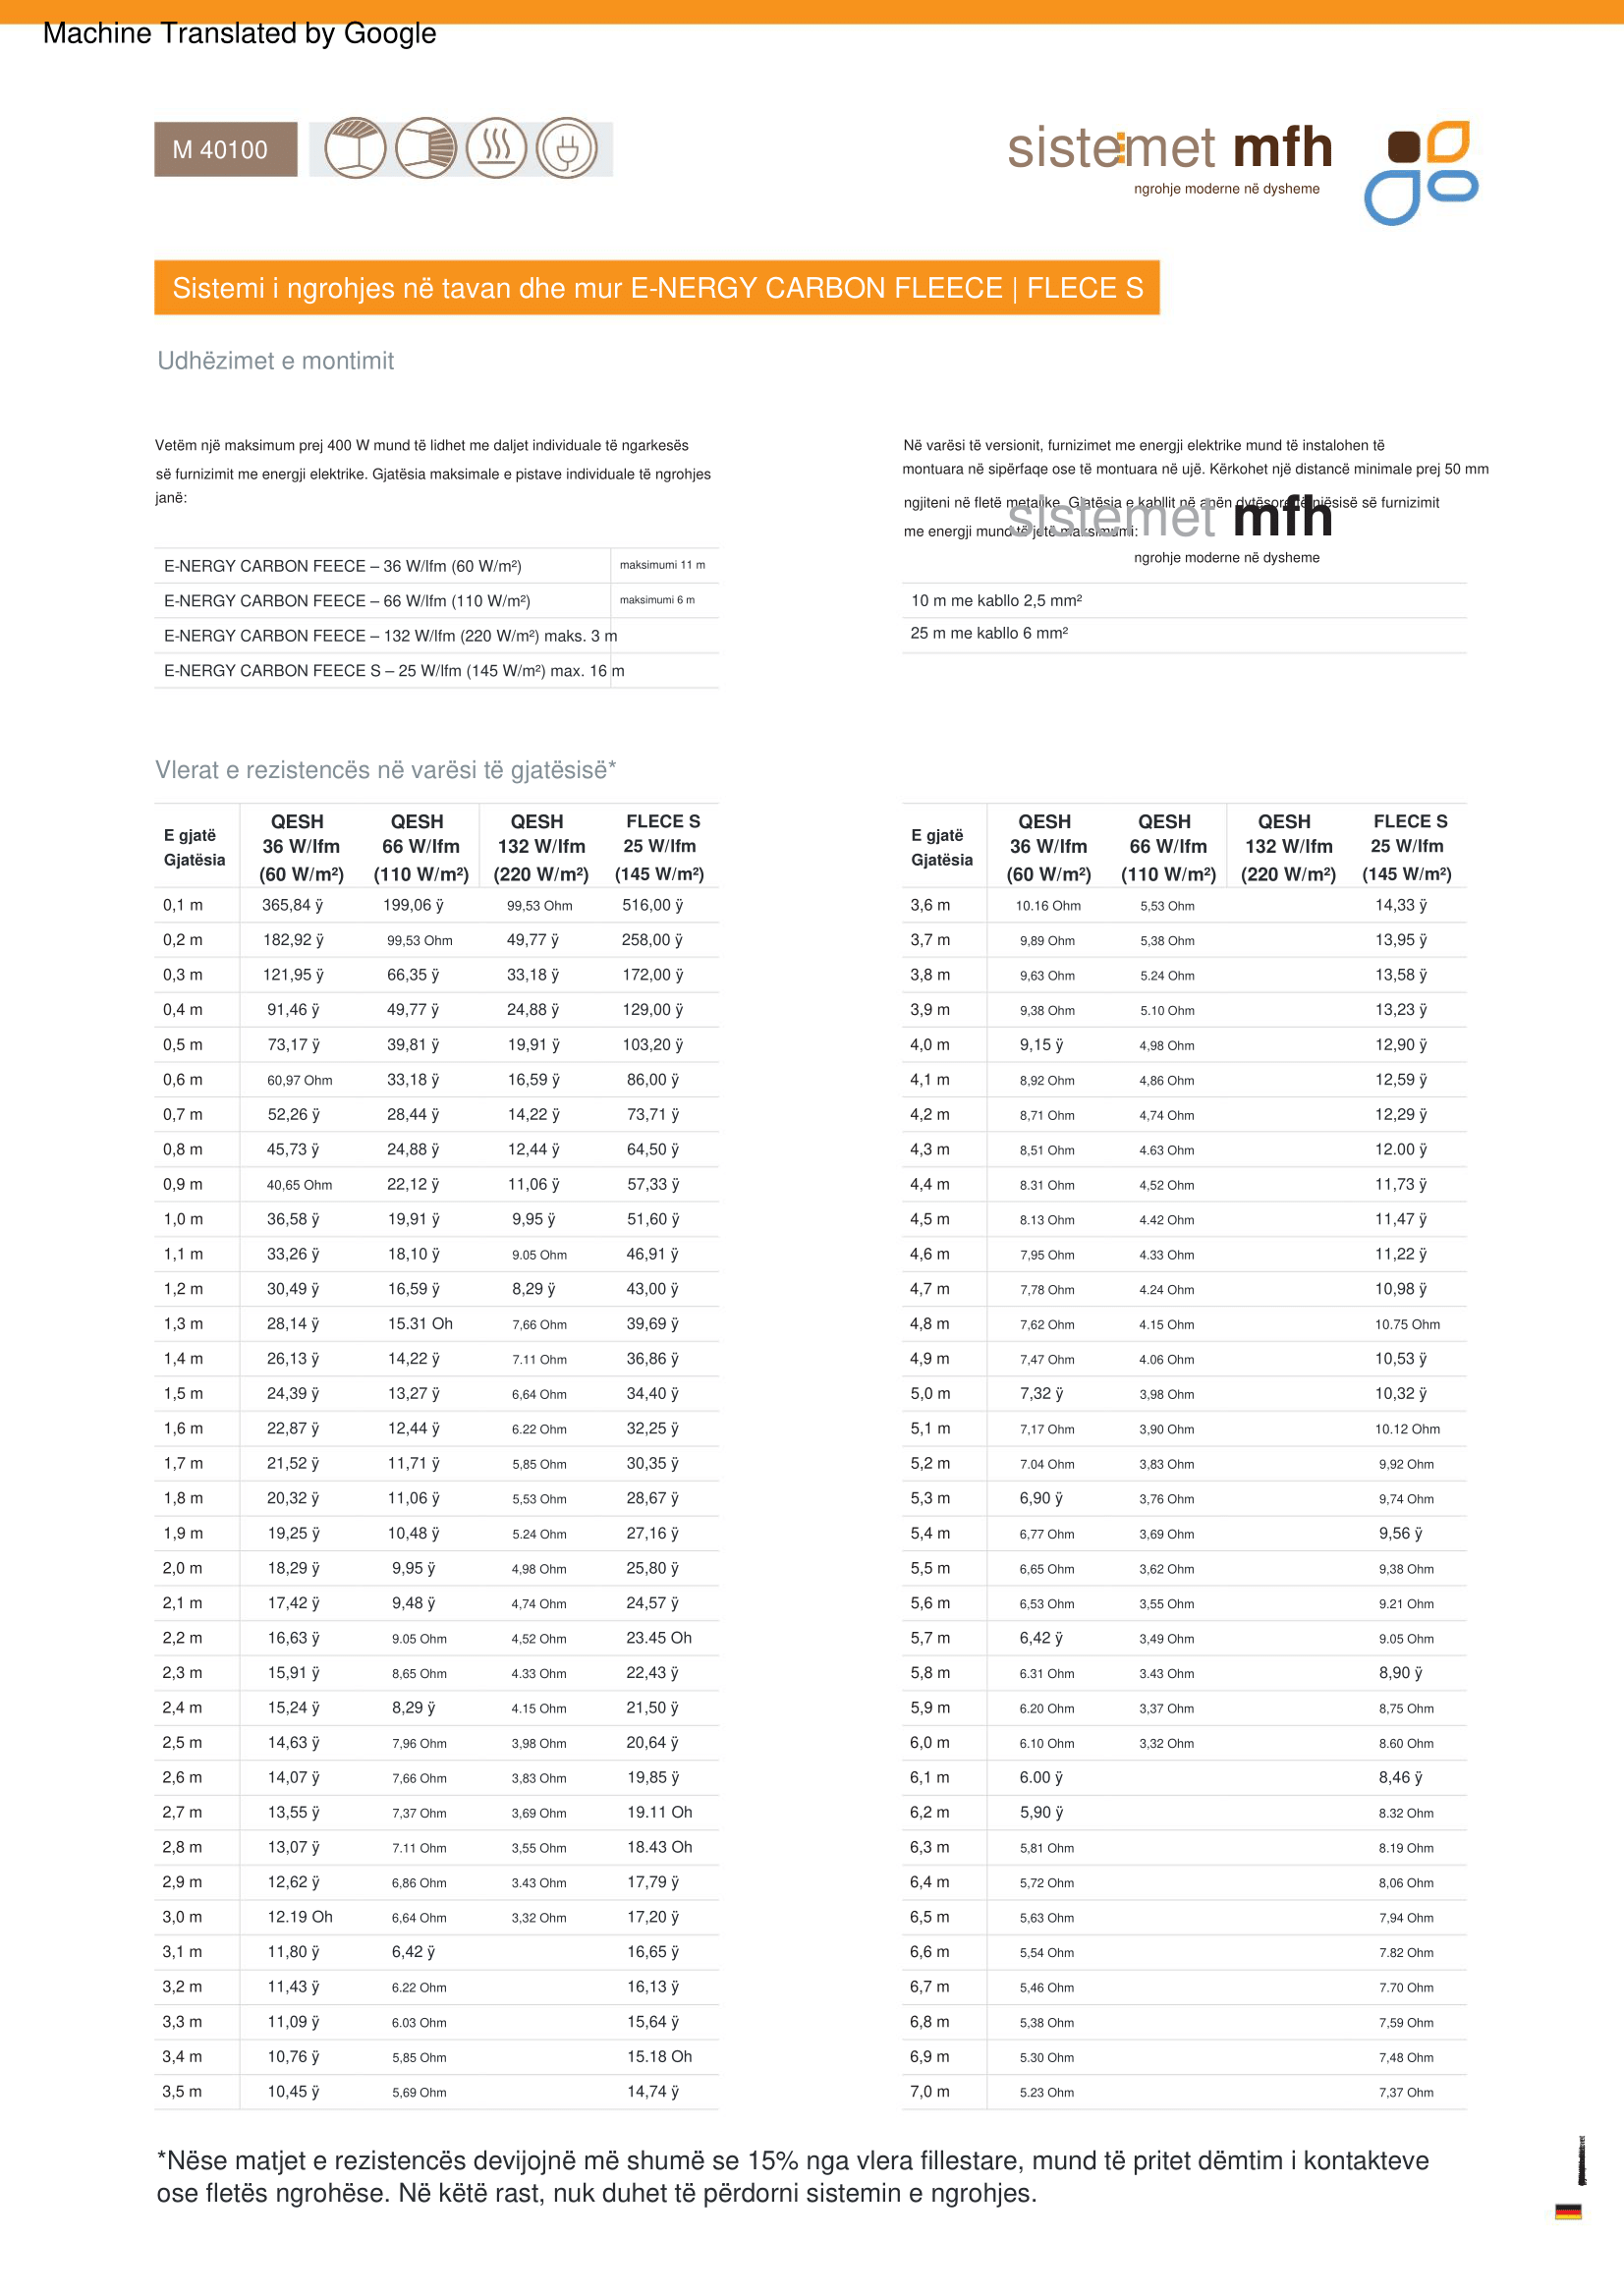 Machine Translated by Google
M 40100
sistemet mfh
ngrohje moderne në dysheme
Sistemi i ngrohjes në tavan dhe mur E-NERGY CARBON FLEECE | FLECE S
Udhëzimet e montimit
Vetëm një maksimum prej 400 W mund të lidhet me daljet individuale të ngarkesës
së furnizimit me energji elektrike. Gjatësia maksimale e pistave individuale të ngrohjes
janë:
E-NERGY CARBON FEECE – 36 W/lfm (60 W/m²) maksimumi 11 m
E-NERGY CARBON FEECE – 66 W/lfm (110 W/m²) maksimumi 6 m
E-NERGY CARBON FEECE – 132 W/lfm (220 W/m²) maks. 3 m
E-NERGY CARBON FEECE S – 25 W/lfm (145 W/m²) max. 16 m
Në varësi të versionit, furnizimet me energji elektrike mund të instalohen të
montuara në sipërfaqe ose të montuara në ujë. Kërkohet një distancë minimale prej 50 mm
ngjiteni në fletë metalike. Gjatësia e kabllit në anën dytësore të njësisë së furnizimit
me energji mund të jetë maksimumi:
sistemet mfh
ngrohje moderne në dysheme
10 m me kabllo 2,5 mm²
25 m me kabllo 6 mm²
Vlerat e rezistencës në varësi të gjatësisë*
E gjatë Gjatësia QESH 36 W/lfm (60 W/m²) QESH 66 W/lfm (110 W/m²) QESH 132 W/lfm (220 W/m²) FLECE S 25 W/lfm (145 W/m²)
0,1 m 365,84 ÿ 199,06 ÿ 99,53 Ohm 516,00 ÿ
0,2 m 182,92 ÿ 99,53 Ohm 49,77 ÿ 258,00 ÿ
0,3 m 121,95 ÿ 66,35 ÿ 33,18 ÿ 172,00 ÿ
0,4 m 91,46 ÿ 49,77 ÿ 24,88 ÿ 129,00 ÿ
0,5 m 73,17 ÿ 39,81 ÿ 19,91 ÿ 103,20 ÿ
0,6 m 60,97 Ohm 33,18 ÿ 16,59 ÿ 86,00 ÿ
0,7 m 52,26 ÿ 28,44 ÿ 14,22 ÿ 73,71 ÿ
0,8 m 45,73 ÿ 24,88 ÿ 12,44 ÿ 64,50 ÿ
0,9 m 40,65 Ohm 22,12 ÿ 11,06 ÿ 57,33 ÿ
1,0 m 36,58 ÿ 19,91 ÿ 9,95 ÿ 51,60 ÿ
1,1 m 33,26 ÿ 18,10 ÿ 9.05 Ohm 46,91 ÿ
1,2 m 30,49 ÿ 16,59 ÿ 8,29 ÿ 43,00 ÿ
1,3 m 28,14 ÿ 15.31 Oh 7,66 Ohm 39,69 ÿ
1,4 m 26,13 ÿ 14,22 ÿ 7.11 Ohm 36,86 ÿ
1,5 m 24,39 ÿ 13,27 ÿ 6,64 Ohm 34,40 ÿ
1,6 m 22,87 ÿ 12,44 ÿ 6.22 Ohm 32,25 ÿ
1,7 m 21,52 ÿ 11,71 ÿ 5,85 Ohm 30,35 ÿ
1,8 m 20,32 ÿ 11,06 ÿ 5,53 Ohm 28,67 ÿ
1,9 m 19,25 ÿ 10,48 ÿ 5.24 Ohm 27,16 ÿ
2,0 m 18,29 ÿ 9,95 ÿ 4,98 Ohm 25,80 ÿ
2,1 m 17,42 ÿ 9,48 ÿ 4,74 Ohm 24,57 ÿ
2,2 m 16,63 ÿ 9.05 Ohm 4,52 Ohm 23.45 Oh
2,3 m 15,91 ÿ 8,65 Ohm 4.33 Ohm 22,43 ÿ
2,4 m 15,24 ÿ 8,29 ÿ 4.15 Ohm 21,50 ÿ
2,5 m 14,63 ÿ 7,96 Ohm 3,98 Ohm 20,64 ÿ
2,6 m 14,07 ÿ 7,66 Ohm 3,83 Ohm 19,85 ÿ
2,7 m 13,55 ÿ 7,37 Ohm 3,69 Ohm 19.11 Oh
2,8 m 13,07 ÿ 7.11 Ohm 3,55 Ohm 18.43 Oh
2,9 m 12,62 ÿ 6,86 Ohm 3.43 Ohm 17,79 ÿ
3,0 m 12.19 Oh 6,64 Ohm 3,32 Ohm 17,20 ÿ
3,1 m 11,80 ÿ 6,42 ÿ 16,65 ÿ
3,2 m 11,43 ÿ 6.22 Ohm 16,13 ÿ
3,3 m 11,09 ÿ 6.03 Ohm 15,64 ÿ
3,4 m 10,76 ÿ 5,85 Ohm 15.18 Oh
3,5 m 10,45 ÿ 5,69 Ohm 14,74 ÿ
E gjatë Gjatësia QESH 36 W/lfm (60 W/m²) QESH 66 W/lfm (110 W/m²) QESH 132 W/lfm (220 W/m²) FLECE S 25 W/lfm (145 W/m²)
3,6 m 10.16 Ohm 5,53 Ohm 14,33 ÿ
3,7 m 9,89 Ohm 5,38 Ohm 13,95 ÿ
3,8 m 9,63 Ohm 5.24 Ohm 13,58 ÿ
3,9 m 9,38 Ohm 5.10 Ohm 13,23 ÿ
4,0 m 9,15 ÿ 4,98 Ohm 12,90 ÿ
4,1 m 8,92 Ohm 4,86 Ohm 12,59 ÿ
4,2 m 8,71 Ohm 4,74 Ohm 12,29 ÿ
4,3 m 8,51 Ohm 4.63 Ohm 12.00 ÿ
4,4 m 8.31 Ohm 4,52 Ohm 11,73 ÿ
4,5 m 8.13 Ohm 4.42 Ohm 11,47 ÿ
4,6 m 7,95 Ohm 4.33 Ohm 11,22 ÿ
4,7 m 7,78 Ohm 4.24 Ohm 10,98 ÿ
4,8 m 7,62 Ohm 4.15 Ohm 10.75 Ohm
4,9 m 7,47 Ohm 4.06 Ohm 10,53 ÿ
5,0 m 7,32 ÿ 3,98 Ohm 10,32 ÿ
5,1 m 7,17 Ohm 3,90 Ohm 10.12 Ohm
5,2 m 7.04 Ohm 3,83 Ohm 9,92 Ohm
5,3 m 6,90 ÿ 3,76 Ohm 9,74 Ohm
5,4 m 6,77 Ohm 3,69 Ohm 9,56 ÿ
5,5 m 6,65 Ohm 3,62 Ohm 9,38 Ohm
5,6 m 6,53 Ohm 3,55 Ohm 9.21 Ohm
5,7 m 6,42 ÿ 3,49 Ohm 9.05 Ohm
5,8 m 6.31 Ohm 3.43 Ohm 8,90 ÿ
5,9 m 6.20 Ohm 3,37 Ohm 8,75 Ohm
6,0 m 6.10 Ohm 3,32 Ohm 8.60 Ohm
6,1 m 6.00 ÿ 8,46 ÿ
6,2 m 5,90 ÿ 8.32 Ohm
6,3 m 5,81 Ohm 8.19 Ohm
6,4 m 5,72 Ohm 8,06 Ohm
6,5 m 5,63 Ohm 7,94 Ohm
6,6 m 5,54 Ohm 7.82 Ohm
6,7 m 5,46 Ohm 7.70 Ohm
6,8 m 5,38 Ohm 7,59 Ohm
6,9 m 5.30 Ohm 7,48 Ohm
7,0 m 5.23 Ohm 7,37 Ohm
*Nëse matjet e rezistencës devijojnë më shumë se 15% nga vlera fillestare, mund të pritet dëmtim i kontakteve
ose fletës ngrohëse. Në këtë rast, nuk duhet të përdorni sistemin e ngrohjes.